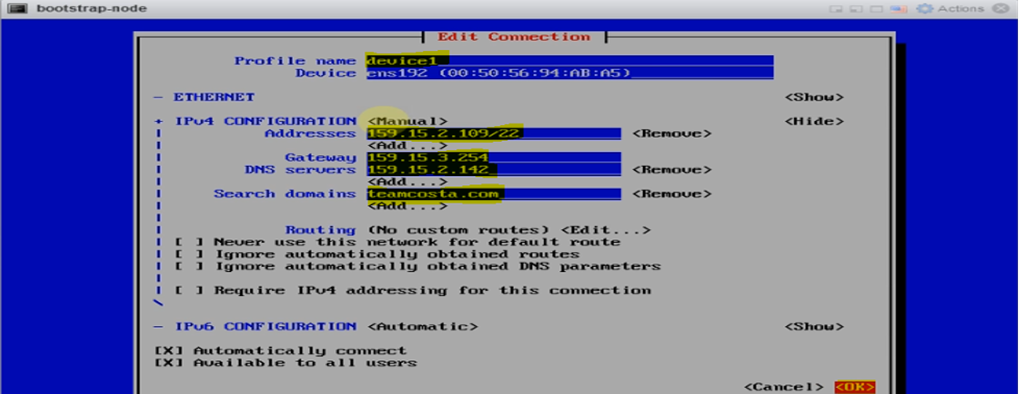 bootstrap-node Actions
Edit Connection
Profile name device1
Device ens192 (00:50:56:94:AB:A5)
- ETHERNET <Show>
+ IPv4 CONFIGURATION <Manual> <Hide>
Addresses 159.15.2.109/22 <Remove>
<Add...>
Gateway 159.15.3.254
DNS servers 159.15.2.142 <Remove>
<Add...>
Search domains teamcosta.com <Remove>
<Add...>
Routing (No custom routes) <Edit...>
[ ] Never use this network for default route
[ ] Ignore automatically obtained routes
[ ] Ignore automatically obtained DNS parameters
[ ] Require IPv4 addressing for this connection
- IPv6 CONFIGURATION <Automatic> <Show>
[X] Automatically connect
[X] Available to all users
<Cancel> <OK>